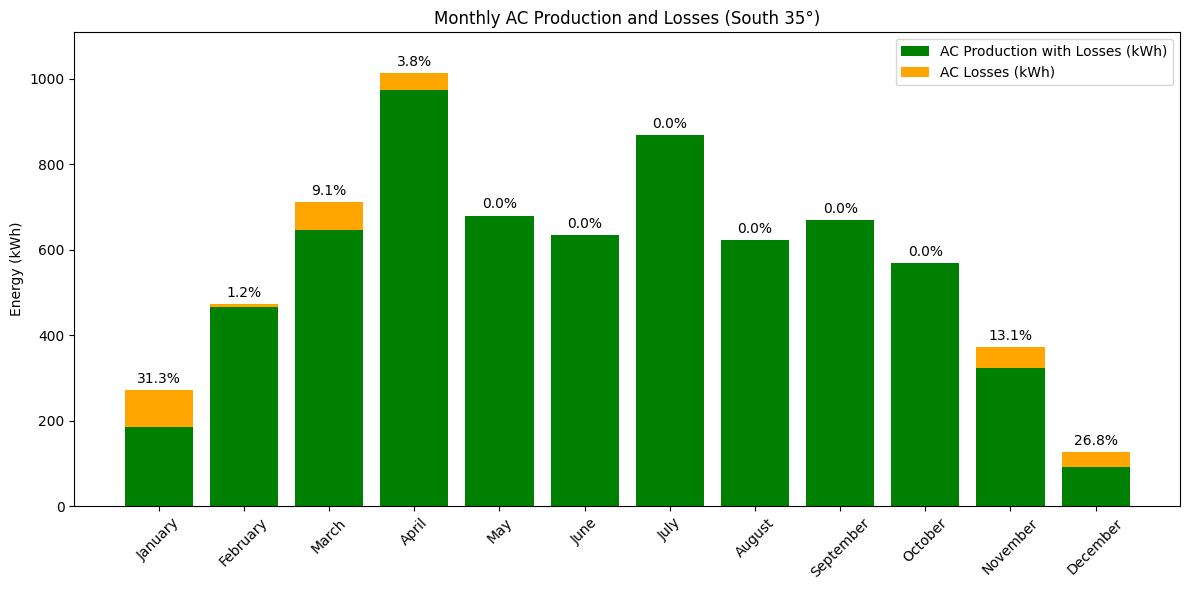 Monthly AC Production and Losses (South 35°)
AC Production with Losses (kWh)
AC Losses (kWh)
Energy (kWh)
1000
800
600
400
200
0
31.3%
1.2%
9.1%
3.8%
0.0%
0.0%
0.0%
0.0%
0.0%
0.0%
13.1%
26.8%
January
February
March
April
May
June
July
August
September
October
November
December